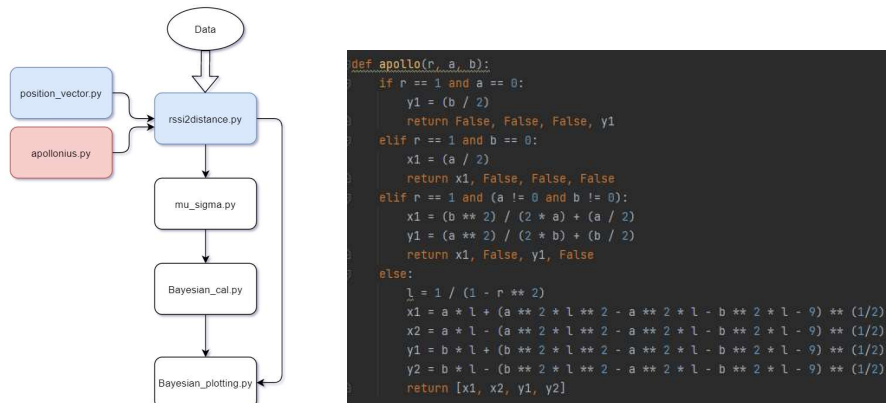 Data
position_vector.py
rssi2distance.py
apollonius.py
mu_sigma.py
Bayesian_cal.py
Bayesian_plotting.py
def apollo(r, a, b):
if r == 1 and a == 0:
y1 = (b / 2)
return False, False, False, y1
elif r == 1 and b == 0:
x1 = (a / 2)
return x1, False, False, False
elif r == 1 and (a != 0 and b != 0):
x1 = (b ** 2) / (2 * a) + (a / 2)
y1 = (a ** 2) / (2 * b) + (b / 2)
return x1, False, y1, False
else:
l = 1 / (1 - r ** 2)
x1 = a * l + (a ** 2 * l ** 2 - a ** 2 * l - b ** 2 * l - 9) ** (1/2)
x2 = a * l - (a ** 2 * l ** 2 - a ** 2 * l - b ** 2 * l - 9) ** (1/2)
y1 = b * l + (b ** 2 * l ** 2 - a ** 2 * l - b ** 2 * l - 9) ** (1/2)
y2 = b * l - (b ** 2 * l ** 2 - a ** 2 * l - b ** 2 * l - 9) ** (1/2)
return [x1, x2, y1, y2]